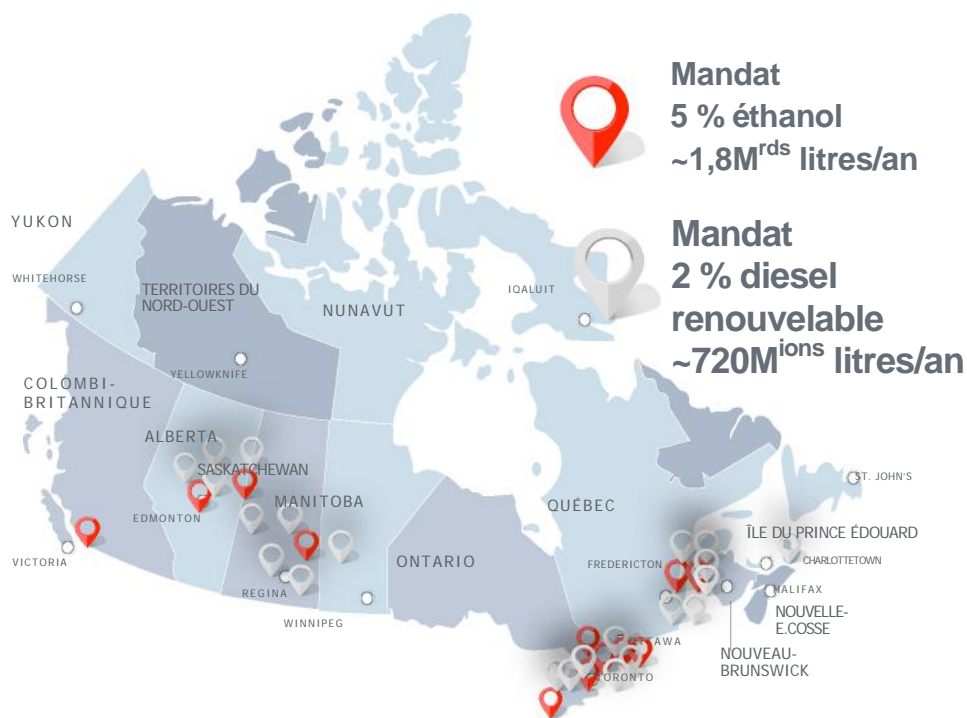 Mandat
5 % éthanol
~1,8Mrds litres/an
Mandat
2 % diesel
renouvelable
~720Mions litres/an
YUKON
WHITEHORSE
TERRITOIRES DU
NORD-OUEST
NUNAVUT
IQALUIT
YELLOWKNIFE
COLOMBI-
BRITANNIQUE
ALBERTA
SASKATCHEWAN
MANITOBA
EDMONTON
VICTORIA
REGINA
WINNIPEG
ONTARIO
QUÉBEC
ST. JOHN'S
ÎLE DU PRINCE ÉDOUARD
FREDERICTON
CHARLOTTETOWN
HALIFAX
NOUVELLE-
E.COSSE
NOUVEAU-
BRUNSWICK
OTTAWA
TORONTO